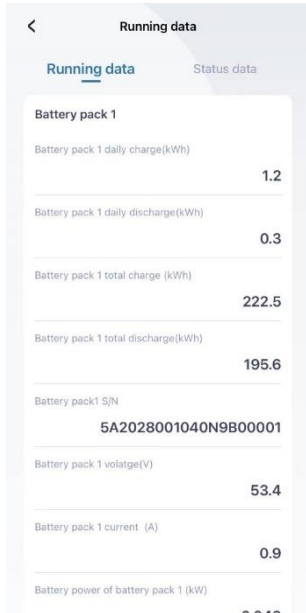 Running data
Running data Status data
Battery pack 1
Battery pack 1 daily charge(kWh)
1.2
Battery pack 1 daily discharge(kWh)
0.3
Battery pack 1 total charge (kWh)
222.5
Battery pack 1 total discharge(kWh)
195.6
Battery pack1 S/N
5A2028001040N9B00001
Battery pack 1 volatge(V)
53.4
Battery pack 1 current (A)
0.9
Battery power of battery pack 1 (kW)